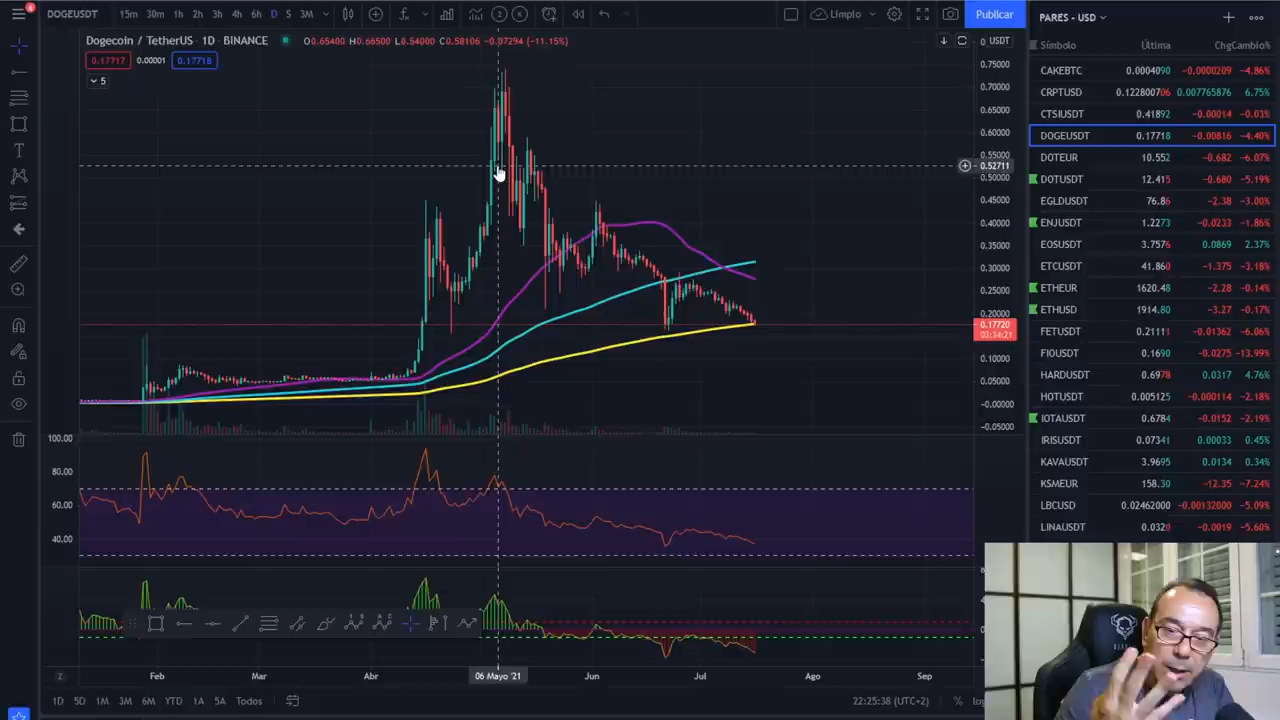 DOGEUSDT 15m 30m 1h 2h 3h 4h 6h D S 3M Límpio Publicar
Dogecoin / TetherUS · 1D · BINANCE O0.65400 H0.66500 L0.54000 C0.58106 -0.07294 (-11.15%)
0.17717 0.00001 0.17718
5
USDT
0.75000
0.70000
0.65000
0.60000
0.55000
0.52711
0.50000
0.45000
0.40000
0.35000
0.30000
0.25000
0.20000
0.17720
03:34:21
0.10000
0.05000
-0.00000
-0.05000
100.00
80.00
60.00
40.00
Feb Mar Abr 06 Mayo '21 Jun Jul Ago Sep
1D 5D 1M 3M 6M YTD 1A 5A Todos 22:25:38 (UTC+2) % log
PARES - USD
Símbolo Última Chg Cambio%
CAKEBTC 0.0004090 -0.0000209 -4.86%
CRPTUSD 0.122800706 0.007765876 6.75%
CTSIUSDT 0.41892 -0.00014 -0.03%
DOGEUSDT 0.17718 -0.00816 -4.40%
DOTEUR 10.552 -0.682 -6.07%
DOTUSDT 12.415 -0.680 -5.19%
EGLDUSDT 76.86 -2.38 -3.00%
ENJUSDT 1.2273 -0.0233 -1.86%
EOSUSDT 3.7576 0.0869 2.37%
ETCUSDT 41.860 -1.375 -3.18%
ETHEUR 1620.48 -2.28 -0.14%
ETHUSD 1914.80 -3.27 -0.17%
FETUSDT 0.21111 -0.01362 -6.06%
FIOUSDT 0.1690 -0.0275 -13.99%
HARDUSDT 0.6978 0.0317 4.76%
HOTUSDT 0.005125 -0.000114 -2.18%
IOTAUSDT 0.6784 -0.0152 -2.19%
IRISUSDT 0.07341 0.00033 0.45%
KAVAUSDT 3.9695 0.0134 0.34%
KSMEUR 158.30 -12.35 -7.24%
LBCUSD 0.02462000 -0.00132000 -5.09%
LINAUSDT 0.0320 -0.0019 -5.60%